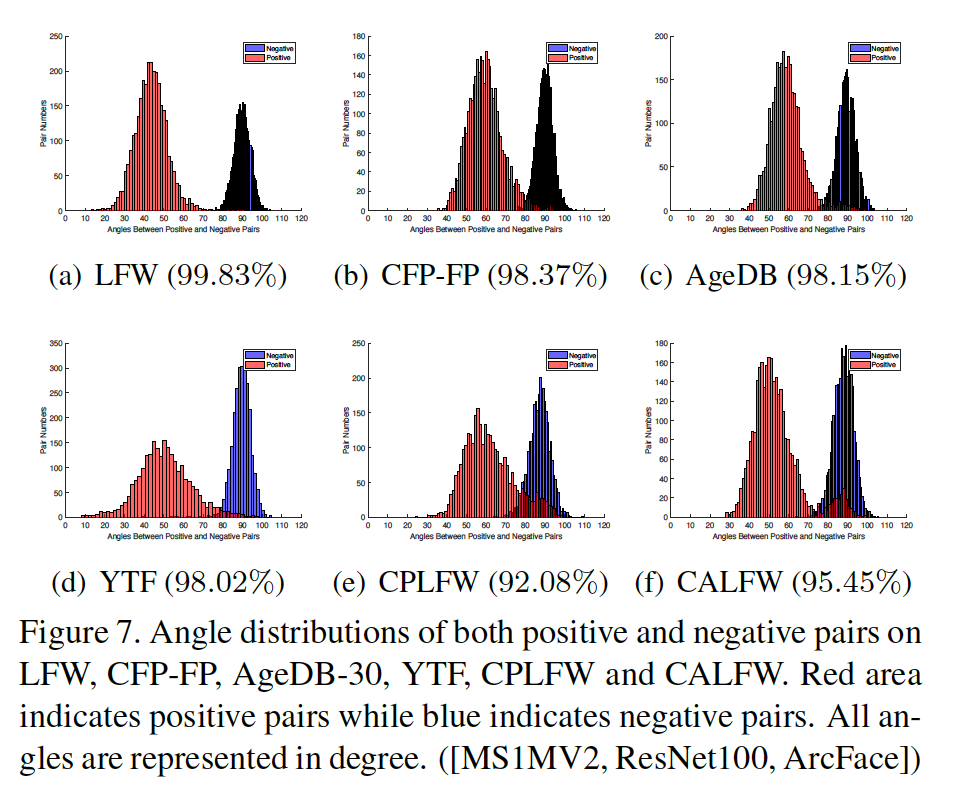 250
200
150
100
50
0
Pair Numbers
Negative
Positive
0 10 20 30 40 50 60 70 80 90 100 110 120
Angles Between Positive and Negative Pairs
(a) LFW (99.83%)
180
160
140
120
100
80
60
40
20
0
Pair Numbers
Negative
Positive
0 10 20 30 40 50 60 70 80 90 100 110 120
Angles Between Positive and Negative Pairs
(b) CFP-FP (98.37%)
200
150
100
50
0
Pair Numbers
Negative
Positive
0 10 20 30 40 50 60 70 80 90 100 110 120
Angles Between Positive and Negative Pairs
(c) AgeDB (98.15%)
350
300
250
200
150
100
50
0
Pair Numbers
Negative
Positive
0 10 20 30 40 50 60 70 80 90 100 110 120
Angles Between Positive and Negative Pairs
(d) YTF (98.02%)
250
200
150
100
50
0
Pair Numbers
Negative
Positive
0 10 20 30 40 50 60 70 80 90 100 110 120
Angles Between Positive and Negative Pairs
(e) CPLFW (92.08%)
180
160
140
120
100
80
60
40
20
0
Pair Numbers
Negative
Positive
0 10 20 30 40 50 60 70 80 90 100 110 120
Angles Between Positive and Negative Pairs
(f) CALFW (95.45%)
Figure 7. Angle distributions of both positive and negative pairs on
LFW, CFP-FP, AgeDB-30, YTF, CPLFW and CALFW. Red area
indicates positive pairs while blue indicates negative pairs. All an-
gles are represented in degree. ([MS1MV2, ResNet100, ArcFace])